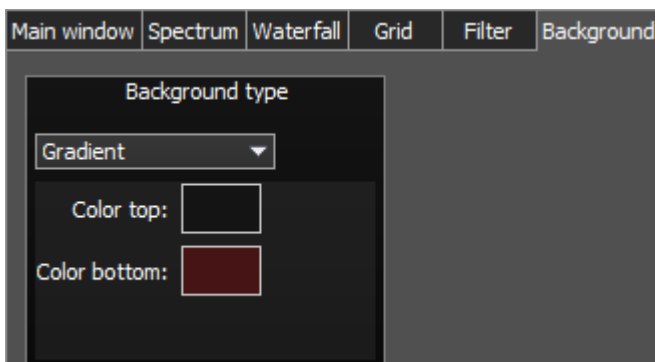 Main window Spectrum Waterfall Grid Filter Background
Background type
Gradient
Color top:
Color bottom: